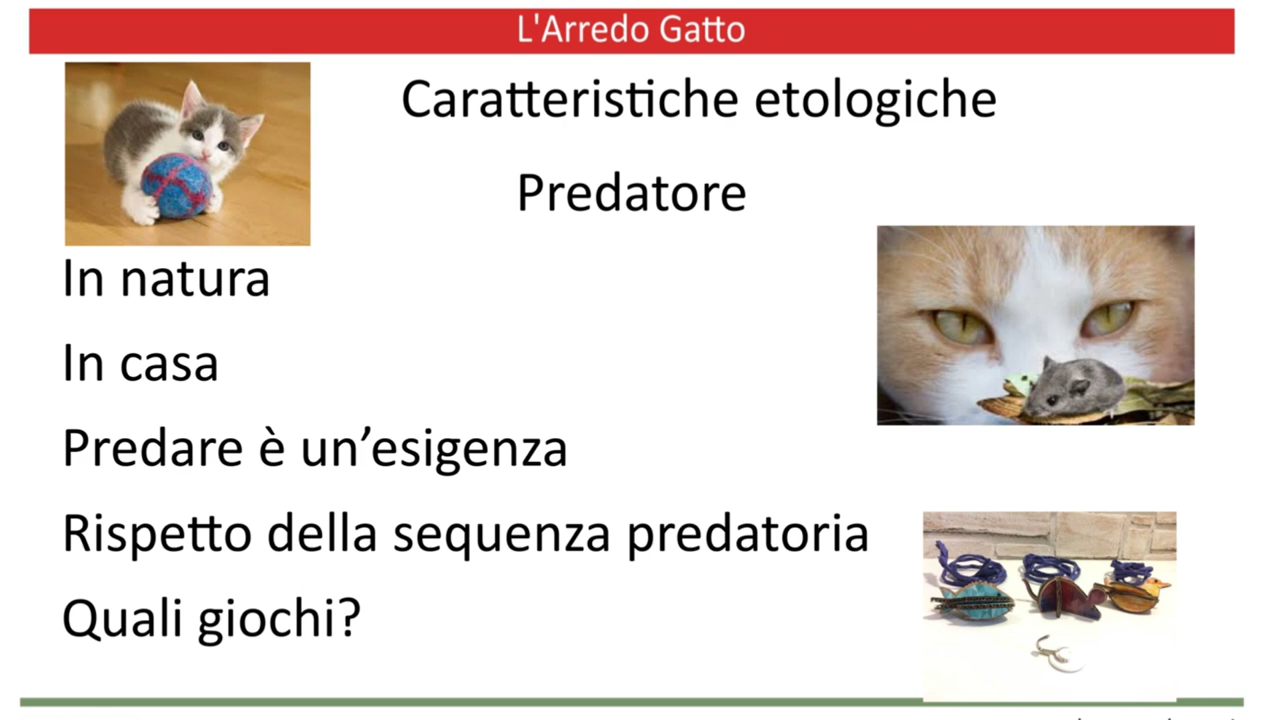 L'Arredo Gatto
Caratteristiche etologiche
Predatore
In natura
In casa
Predare è un’esigenza
Rispetto della sequenza predatoria
Quali giochi?